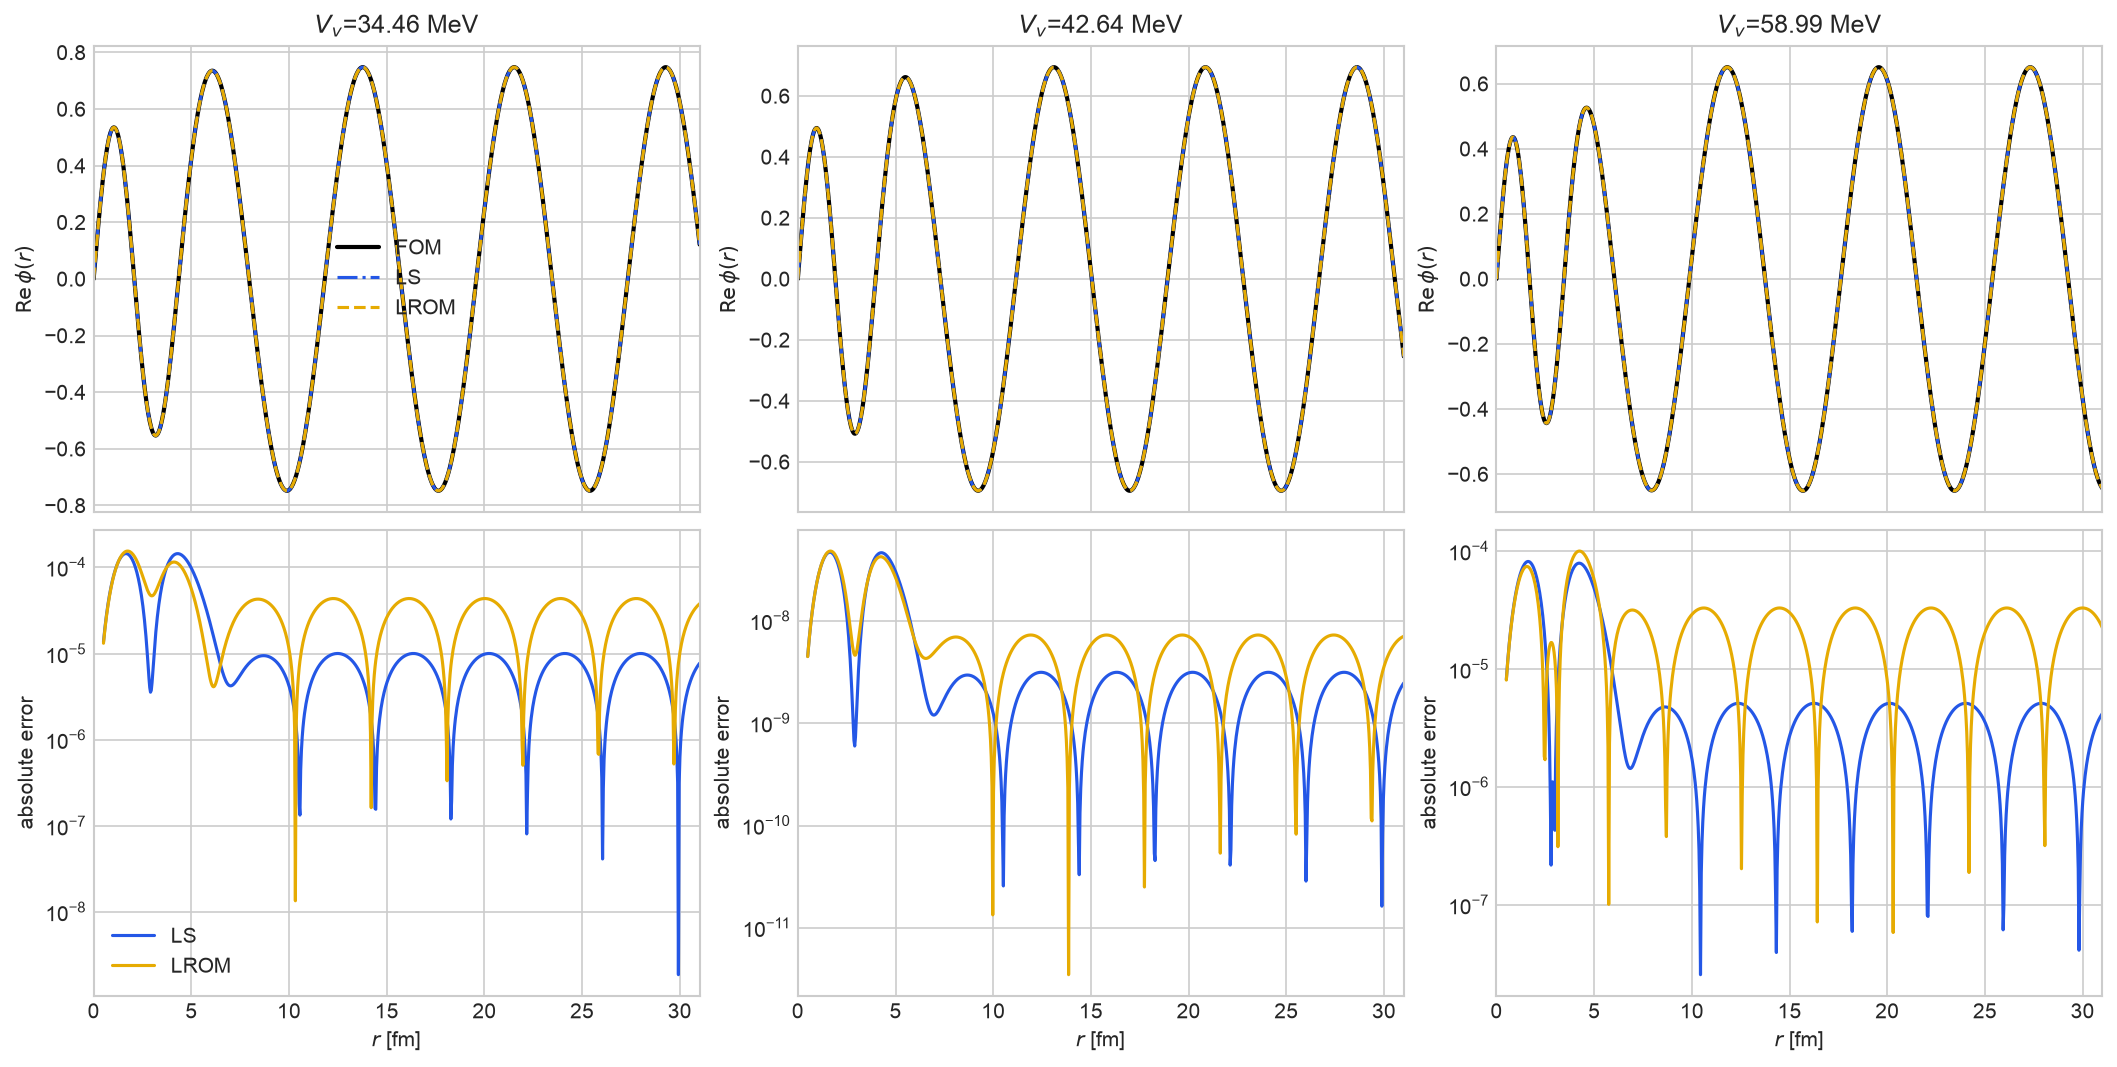 V_v=34.46 MeV
V_v=42.64 MeV
V_v=58.99 MeV
Re ϕ(r)
0.8
0.6
0.4
0.2
0.0
−0.2
−0.4
−0.6
−0.8
FOM
LS
LROM
Re ϕ(r)
0.6
0.4
0.2
0.0
−0.2
−0.4
−0.6
Re ϕ(r)
0.6
0.4
0.2
0.0
−0.2
−0.4
−0.6
absolute error
10⁻⁴
10⁻⁵
10⁻⁶
10⁻⁷
10⁻⁸
LS
LROM
0 5 10 15 20 25 30
r [fm]
absolute error
10⁻⁸
10⁻⁹
10⁻¹⁰
10⁻¹¹
0 5 10 15 20 25 30
r [fm]
absolute error
10⁻⁴
10⁻⁵
10⁻⁶
10⁻⁷
0 5 10 15 20 25 30
r [fm]